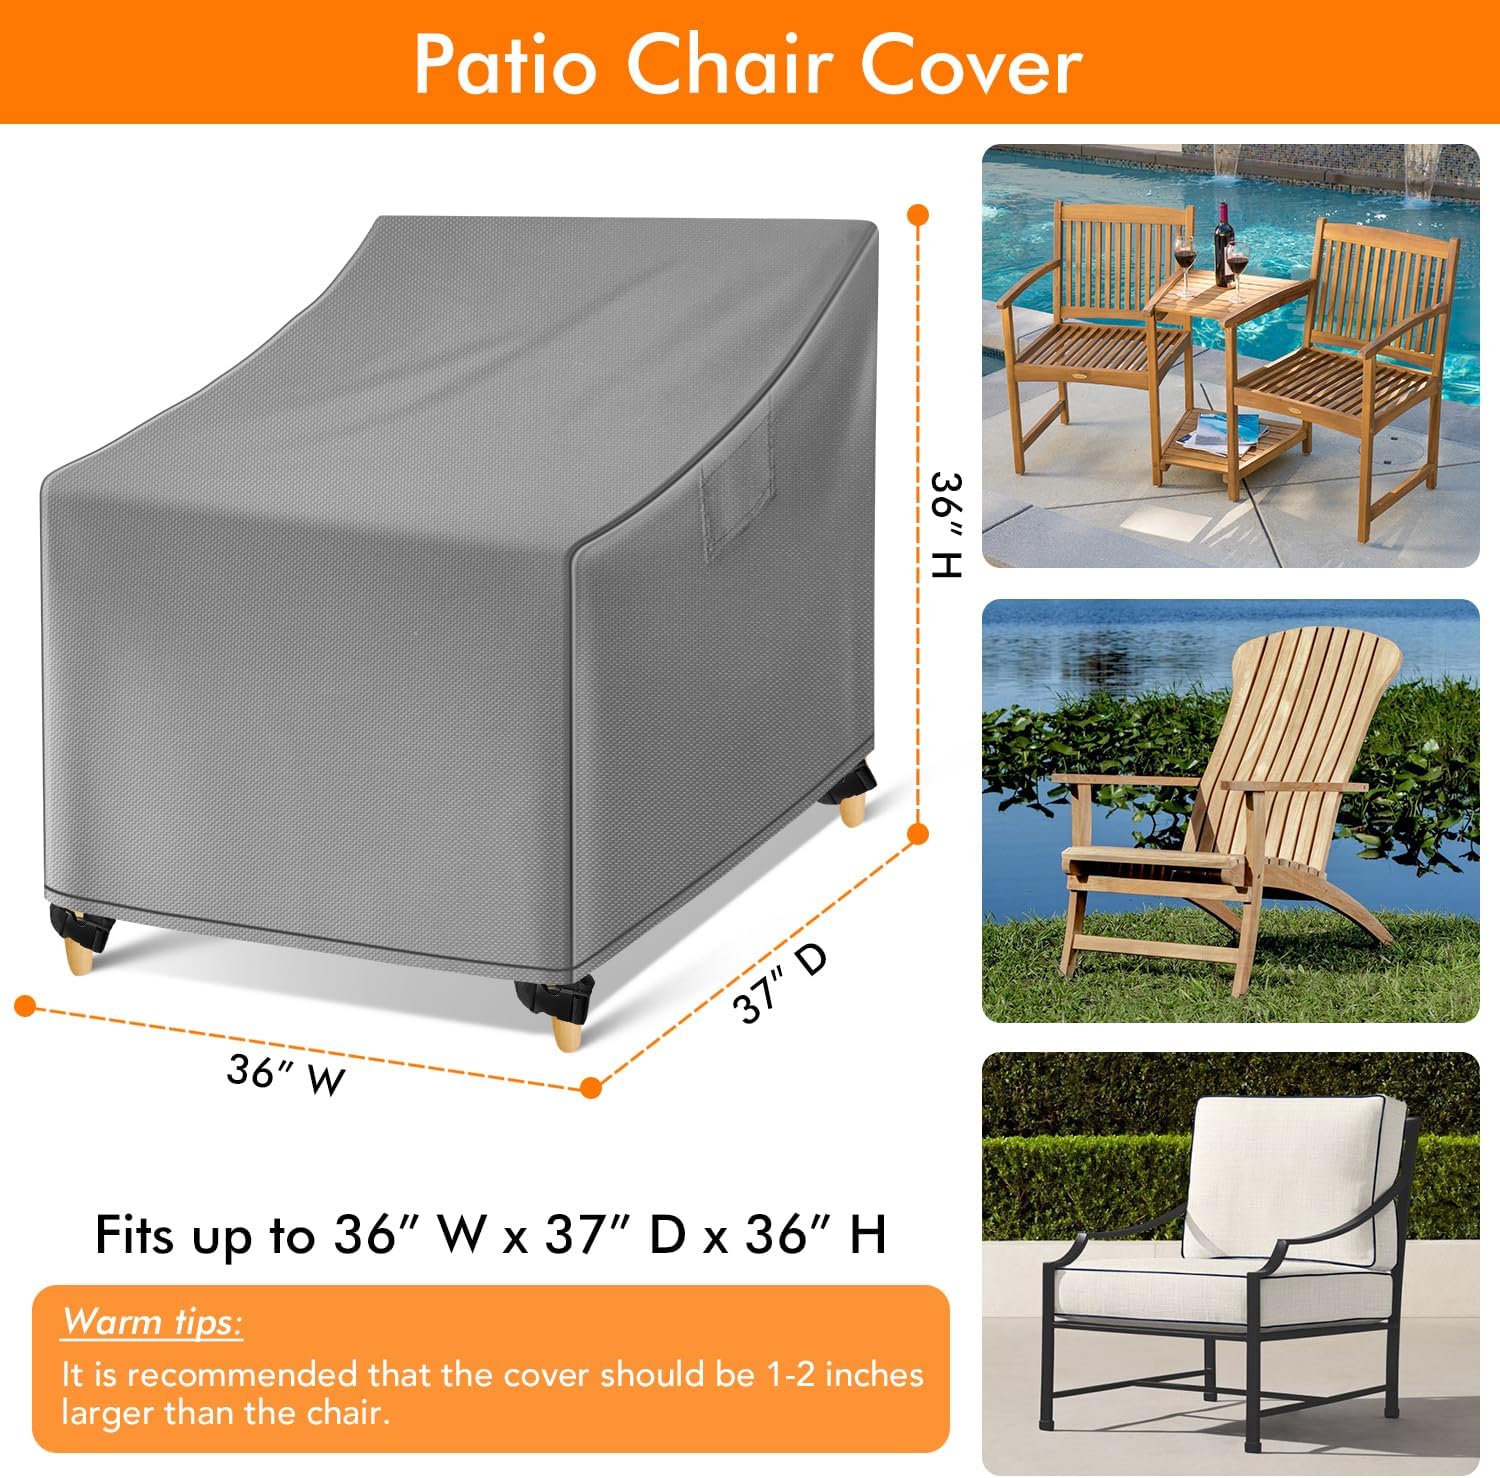 Patio Chair Cover
36″ H
37″ D
36″ W
Fits up to 36″ W x 37″ D x 36″ H
Warm tips:
It is recommended that the cover should be 1-2 inches
larger than the chair.